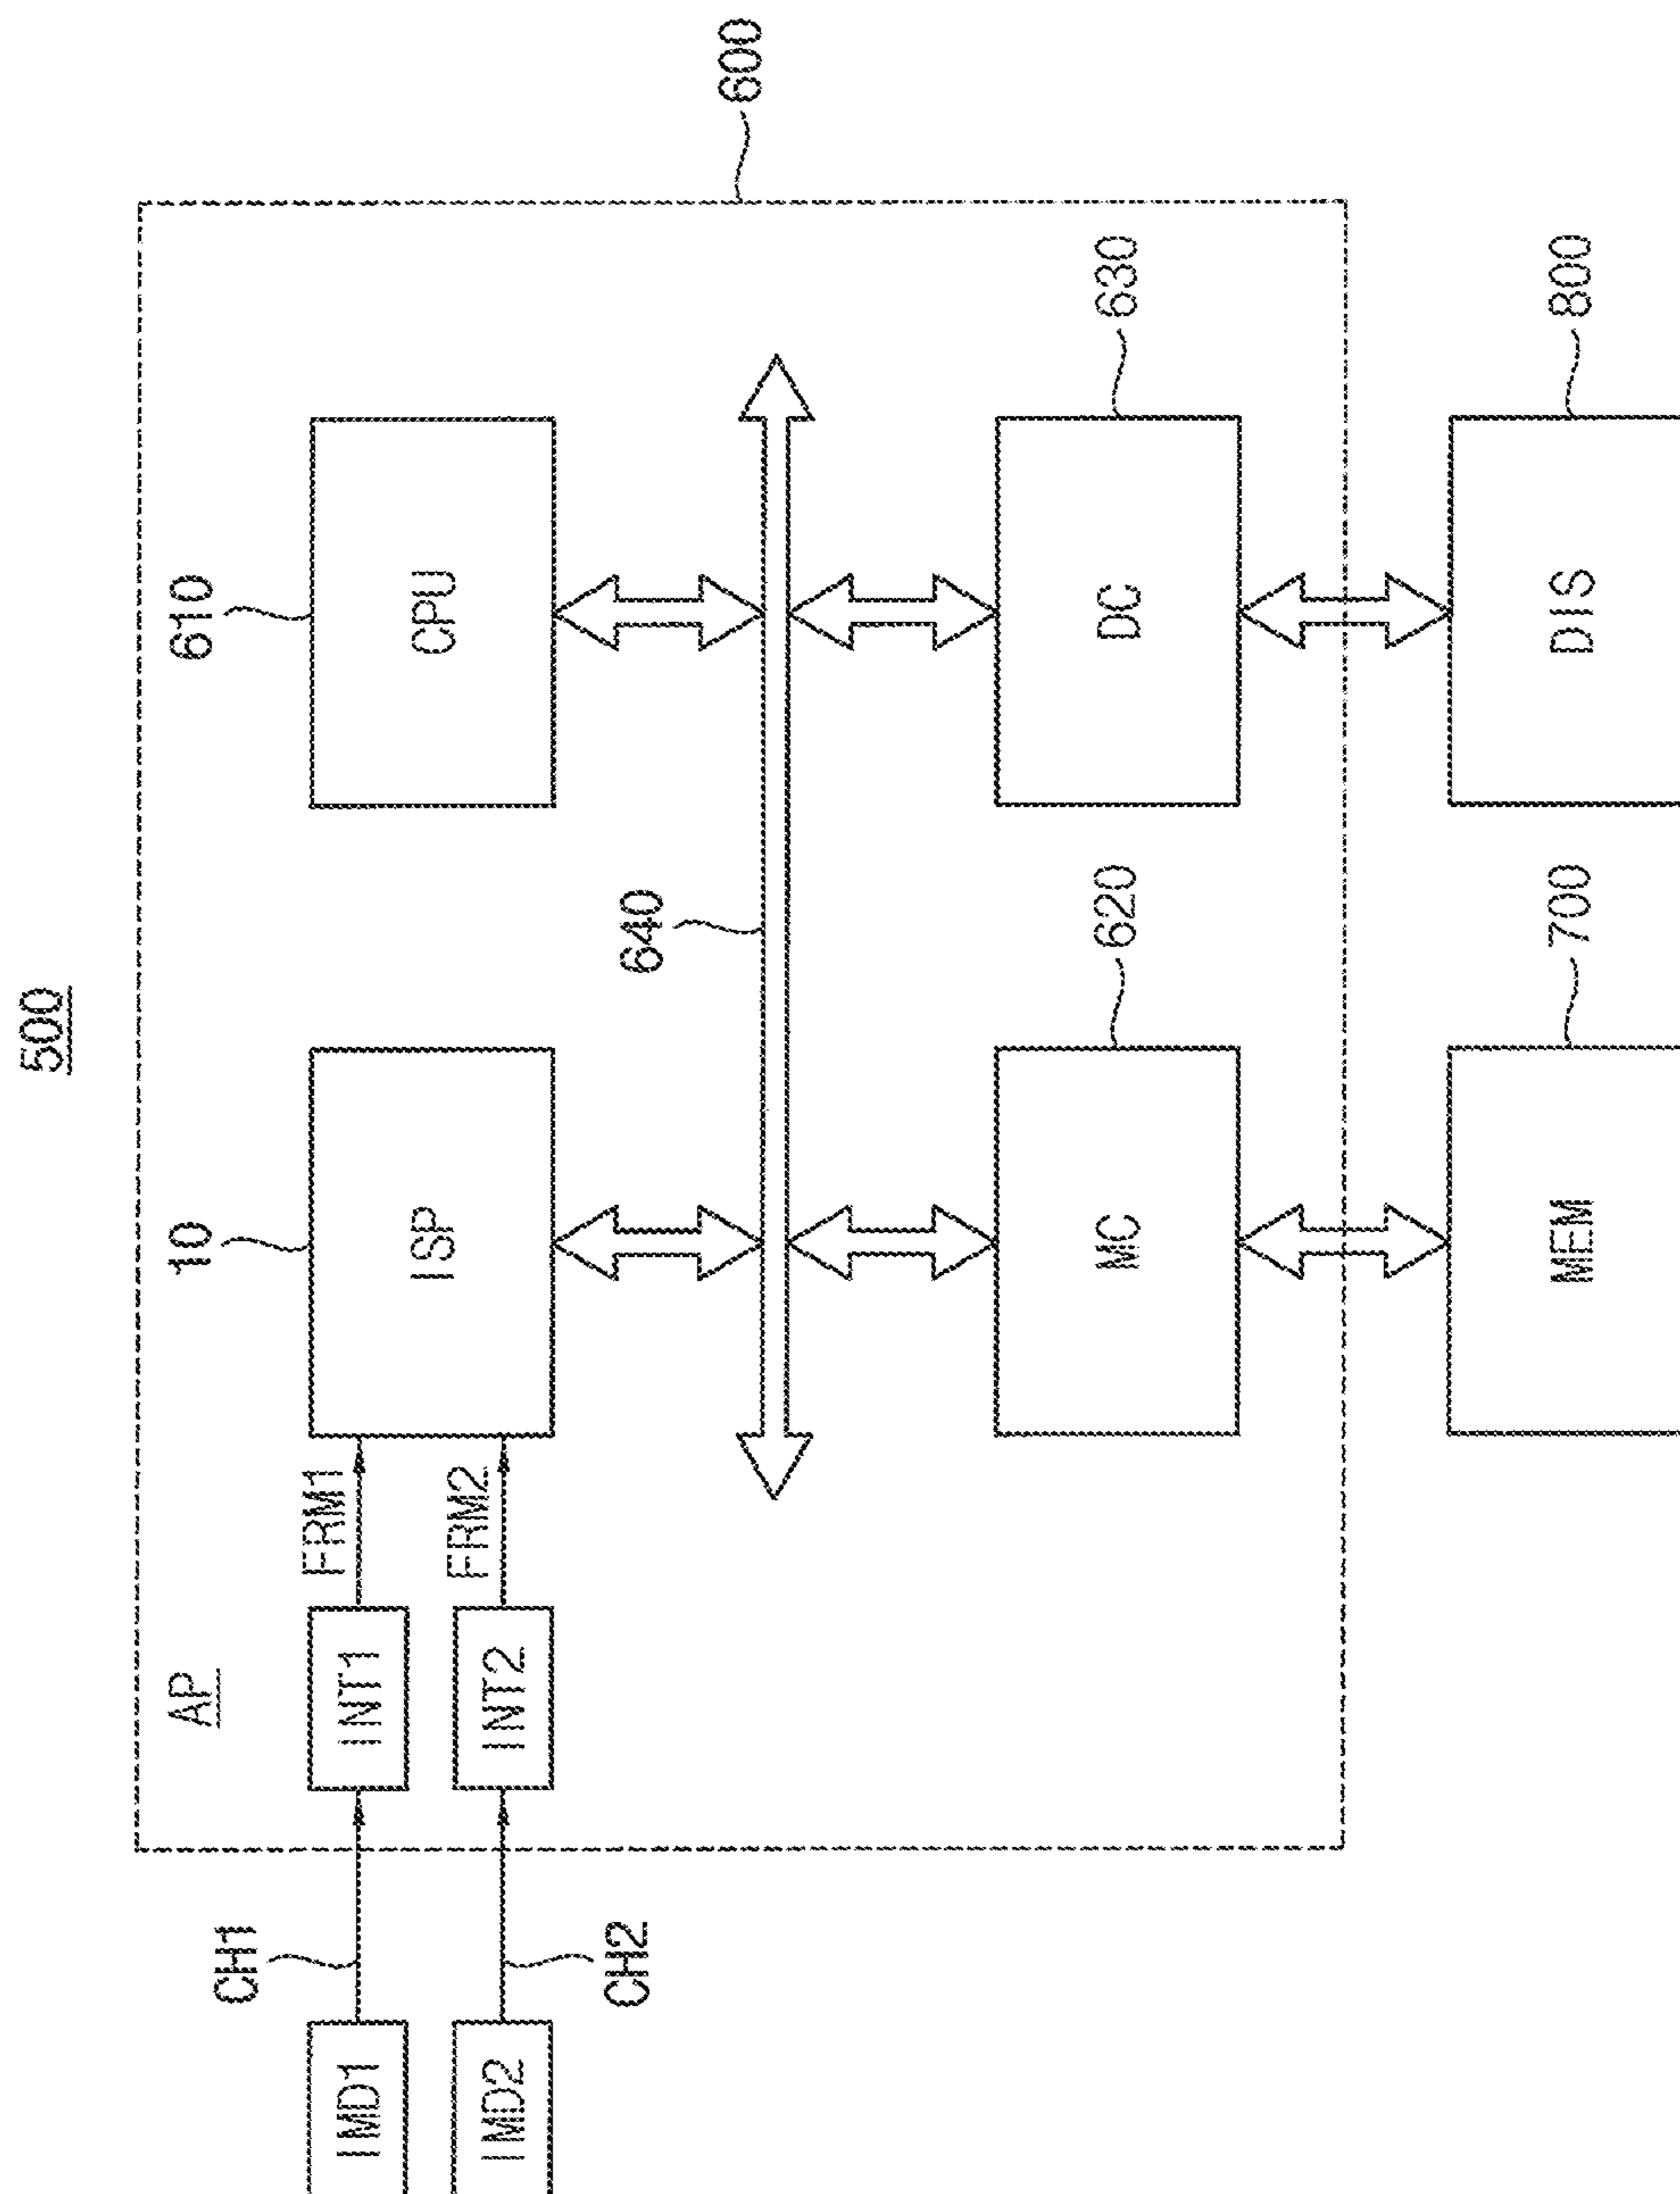 500
600
AP
10
610
IMD1
CH1
INT1
FRM1
ISP
CPU
IMD2
CH2
INT2
FRM2
640
620
630
MC
DC
700
800
MEM
DIS